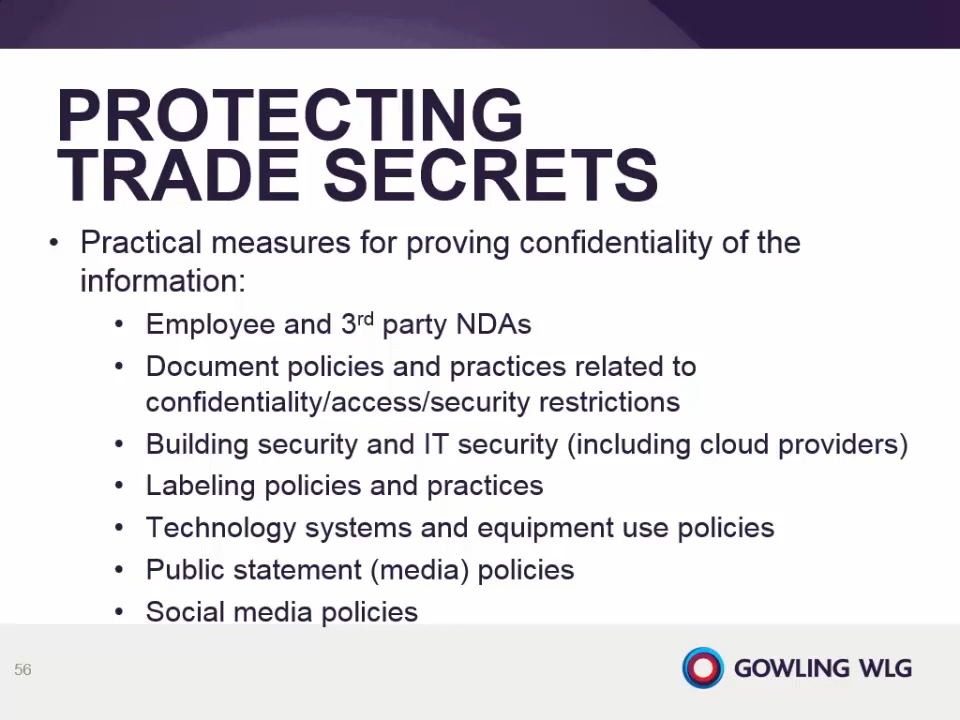 PROTECTING
TRADE SECRETS
• Practical measures for proving confidentiality of the
information:
• Employee and 3rd party NDAs
• Document policies and practices related to
confidentiality/access/security restrictions
• Building security and IT security (including cloud providers)
• Labeling policies and practices
• Technology systems and equipment use policies
• Public statement (media) policies
• Social media policies
56
GOWLING WLG